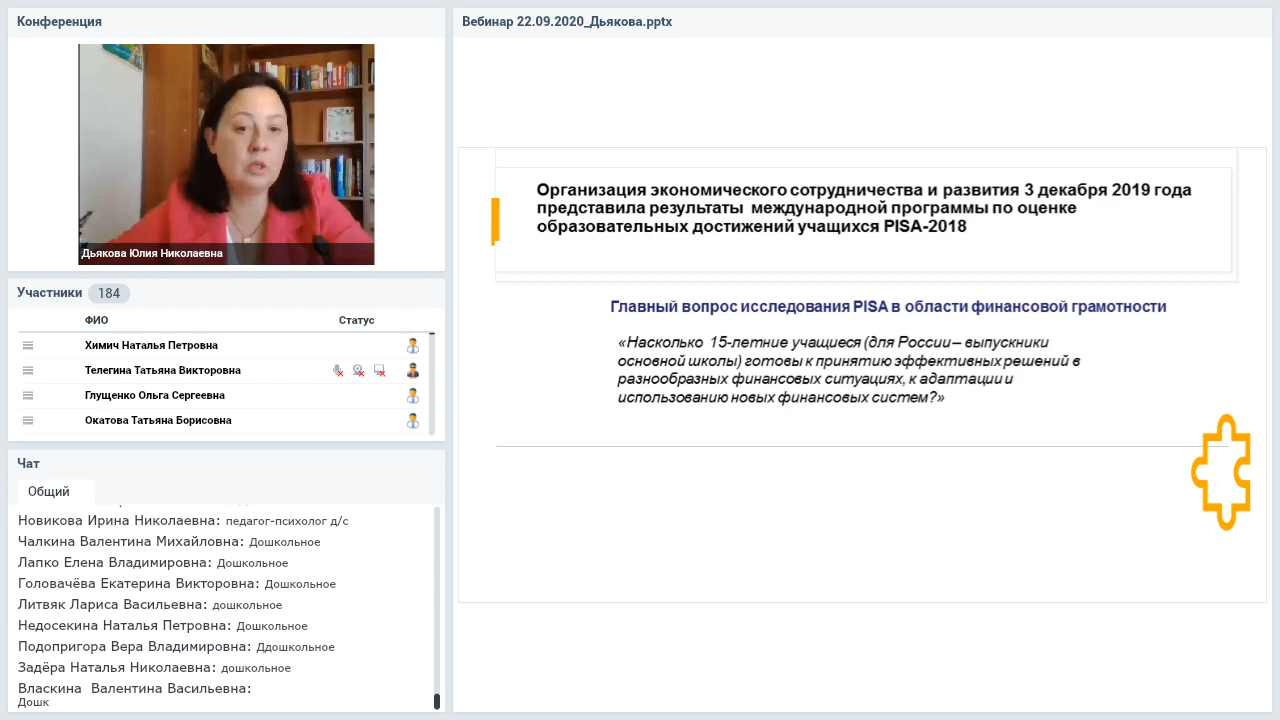 Конференция
Дьякова Юлия Николаевна
Участники 184
ФИО Статус
Химич Наталья Петровна
Телегина Татьяна Викторовна
Глущенко Ольга Сергеевна
Окатова Татьяна Борисовна
Чат
Общий
Новикова Ирина Николаевна: педагог-психолог д/с
Чалкина Валентина Михайловна: Дошкольное
Лапко Елена Владимировна: Дошкольное
Головачёва Екатерина Викторовна: Дошкольное
Литвяк Лариса Васильевна: дошкольное
Недосекина Наталья Петровна: Дошкольное
Подопригора Вера Владимировна: Ддошкольное
Задёра Наталья Николаевна: дошкольное
Власкина Валентина Васильевна:
Дошк
Вебинар 22.09.2020_Дьякова.pptx
Организация экономического сотрудничества и развития 3 декабря 2019 года
представила результаты международной программы по оценке
образовательных достижений учащихся PISA-2018
Главный вопрос исследования PISA в области финансовой грамотности
«Насколько 15-летние учащиеся (для России – выпускники
основной школы) готовы к принятию эффективных решений в
разнообразных финансовых ситуациях, к адаптации и
использованию новых финансовых систем?»